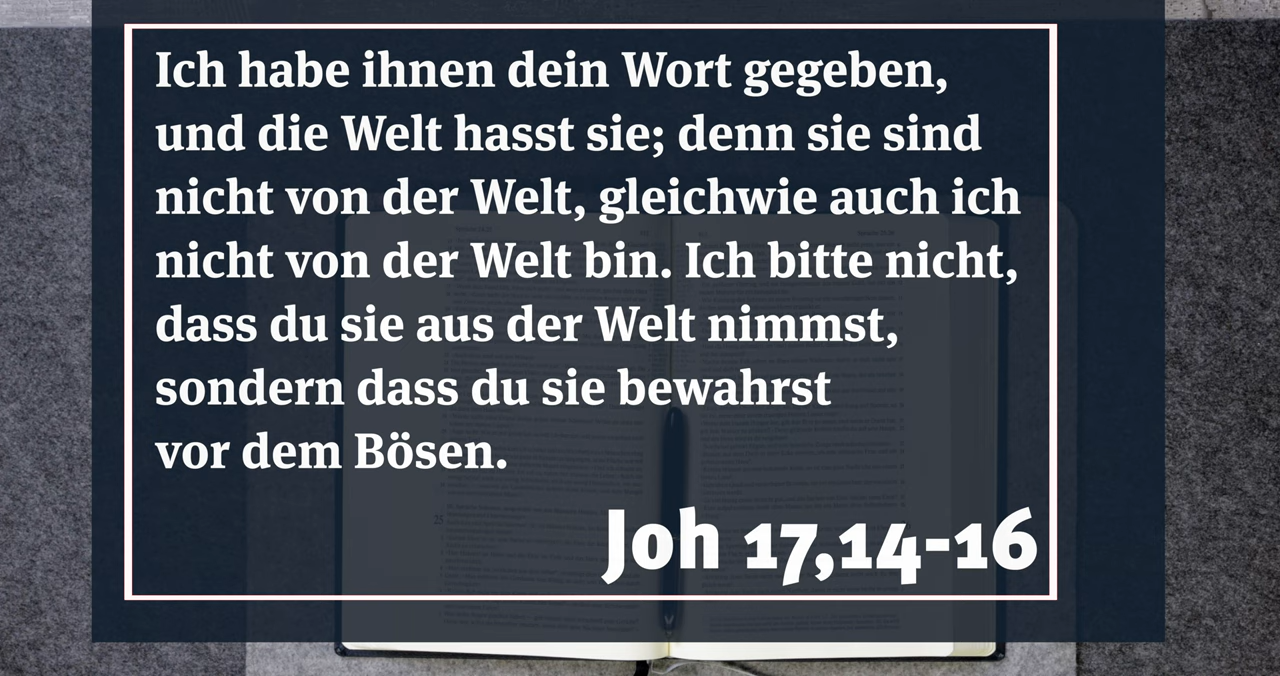 Ich habe ihnen dein Wort gegeben,
und die Welt hasst sie; denn sie sind
nicht von der Welt, gleichwie auch ich
nicht von der Welt bin. Ich bitte nicht,
dass du sie aus der Welt nimmst,
sondern dass du sie bewahrst
vor dem Bösen.
Joh 17,14-16